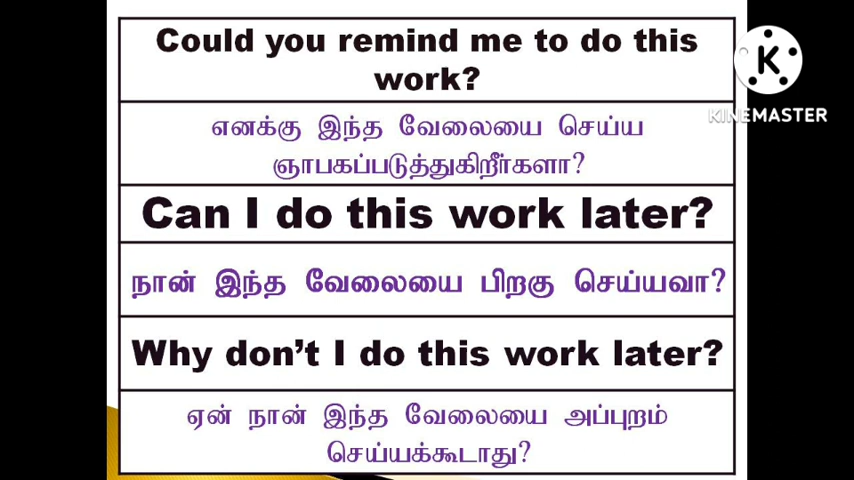 Could you remind me to do this
work?
எனக்கு இந்த வேலையை செய்ய
ஞாபகப்படுத்துகிறீர்களா?
Can I do this work later?
நான் இந்த வேலையை பிறகு செய்யவா?
Why don’t I do this work later?
ஏன் நான் இந்த வேலையை அப்புறம்
செய்யக்கூடாது?
K
KINEMASTER